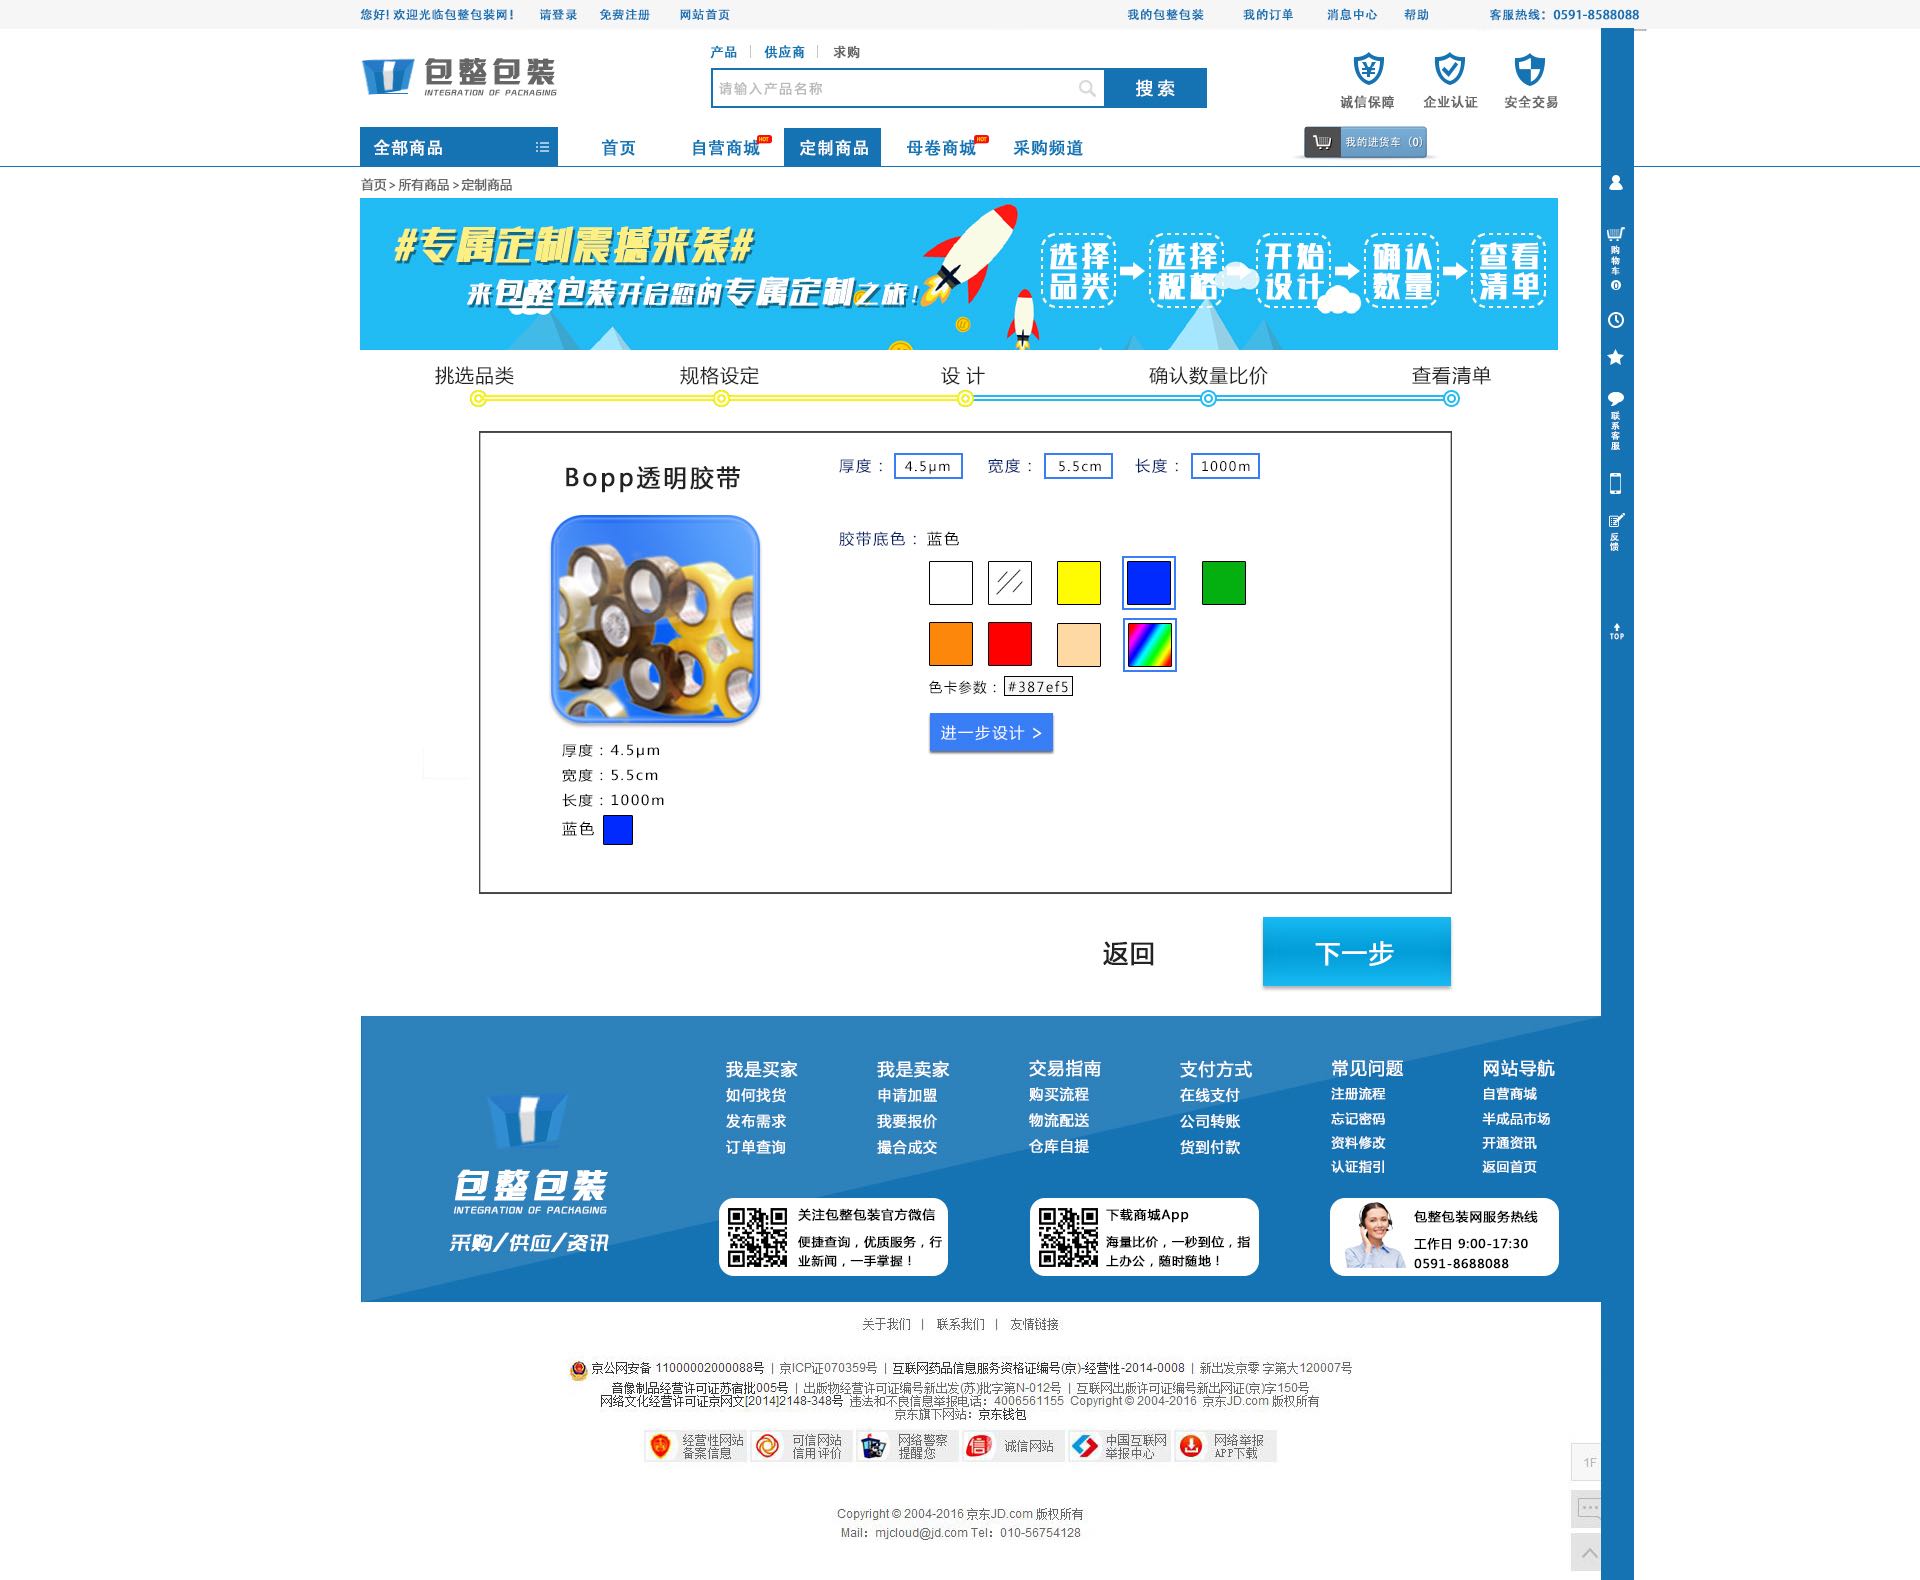 您好! 欢迎光临包整包装网! 请登录 免费注册 网站首页 我的包整包装 我的订单 消息中心 帮助 客服热线：0591-8588088
产品 | 供应商 | 求购
包整包装
INTEGRATION OF PACKAGING
请输入产品名称 搜 索
诚信保障 企业认证 安全交易
全部商品 首页 自营商城 HOT 定制商品 母卷商城 HOT 采购频道 我的进货车（0）
首页 > 所有商品 > 定制商品
#专属定制震撼来袭#
来包整包装开启您的专属定制之旅!
选择品类 选择规格 开始设计 确认数量 查看清单
挑选品类 规格设定 设 计 确认数量比价 查看清单
Bopp透明胶带
厚度： 4.5μm 宽度： 5.5cm 长度： 1000m
胶带底色： 蓝色
色卡参数： #387ef5
进一步设计 >
厚度：4.5μm
宽度：5.5cm
长度：1000m
蓝色
返回 下一步
购物车 0
联系客服
反馈
TOP
我是买家 我是卖家 交易指南 支付方式 常见问题 网站导航
如何找货 申请加盟 购买流程 在线支付 注册流程 自营商城
发布需求 我要报价 物流配送 公司转账 忘记密码 半成品市场
订单查询 撮合成交 仓库自提 货到付款 资料修改 开通资讯
认证指引 返回首页
包整包装
INTEGRATION OF PACKAGING
采购/供应/资讯
关注包整包装官方微信
便捷查询，优质服务，行
业新闻，一手掌握！
下载商城App
海量比价，一秒到位，指
上办公，随时随地！
包整包装网服务热线
工作日 9:00-17:30
0591-8688088
关于我们 | 联系我们 | 友情链接
京公网安备 11000002000088号 | 京ICP证070359号 | 互联网药品信息服务资格证编号(京)-经营性-2014-0008 | 新出发京零 字第大120007号
音像制品经营许可证苏宿批005号 | 出版物经营许可证编号新出发(苏)批字第N-012号 | 互联网出版许可证编号新出网证(京)字150号
网络文化经营许可证京网文[2014]2148-348号 违法和不良信息举报电话：4006561155 Copyright © 2004-2016 京东JD.com 版权所有
京东旗下网站：京东钱包
经营性网站备案信息 可信网站信用评价 网络警察提醒您 诚信网站 中国互联网举报中心 网络举报APP下载
1F
Copyright © 2004-2016 京东JD.com 版权所有
Mail：mjcloud@jd.com Tel：010-56754128